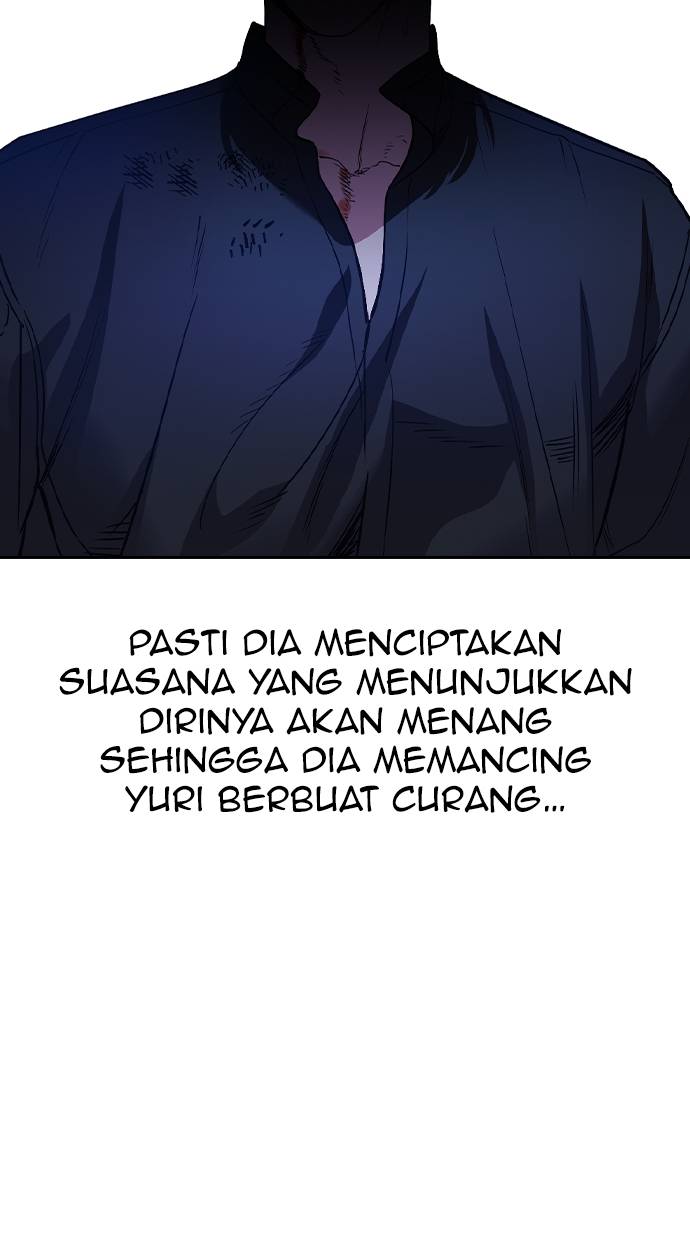 PASTI DIA MENCIPTAKAN
SUASANA YANG MENUNJUKKAN
DIRINYA AKAN MENANG
SEHINGGA DIA MEMANCING
YURI BERBUAT CURANG...